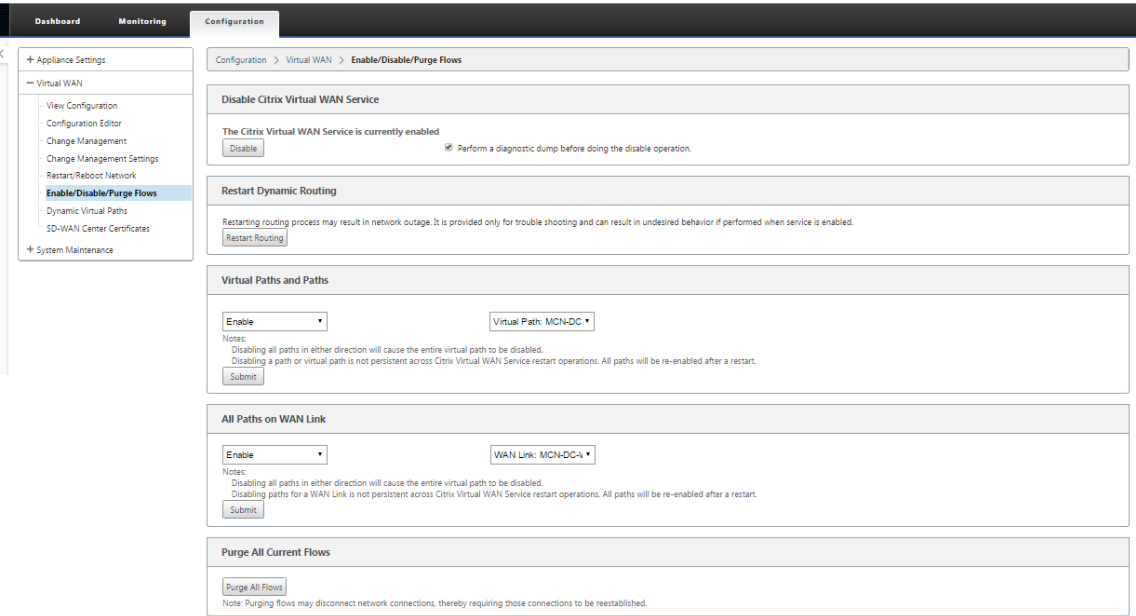 Dashboard Monitoring Configuration
+ Appliance Settings
− Virtual WAN
View Configuration
Configuration Editor
Change Management
Change Management Settings
Restart/Reboot Network
Enable/Disable/Purge Flows
Dynamic Virtual Paths
SD-WAN Center Certificates
+ System Maintenance
Configuration > Virtual WAN > Enable/Disable/Purge Flows
Disable Citrix Virtual WAN Service
The Citrix Virtual WAN Service is currently enabled
Disable Perform a diagnostic dump before doing the disable operation.
Restart Dynamic Routing
Restarting routing process may result in network outage. It is provided only for trouble shooting and can result in undesired behavior if performed when service is enabled.
Restart Routing
Virtual Paths and Paths
Enable Virtual Path: MCN-DC
Notes:
Disabling all paths in either direction will cause the entire virtual path to be disabled.
Disabling a path or virtual path is not persistent across Citrix Virtual WAN Service restart operations. All paths will be re-enabled after a restart.
Submit
All Paths on WAN Link
Enable WAN Link: MCN-DC-
Notes:
Disabling all paths in either direction will cause the entire virtual path to be disabled.
Disabling paths for a WAN Link is not persistent across Citrix Virtual WAN Service restart operations. All paths will be re-enabled after a restart.
Submit
Purge All Current Flows
Purge All Flows
Note: Purging flows may disconnect network connections, thereby requiring those connections to be reestablished.